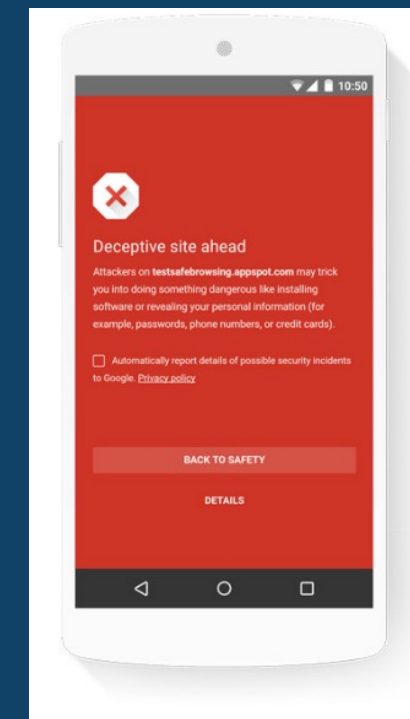 10:50
Deceptive site ahead
Attackers on testsafebrowsing.appspot.com may trick
you into doing something dangerous like installing
software or revealing your personal information (for
example, passwords, phone numbers, or credit cards).
Automatically report details of possible security incidents
to Google. Privacy policy
BACK TO SAFETY
DETAILS